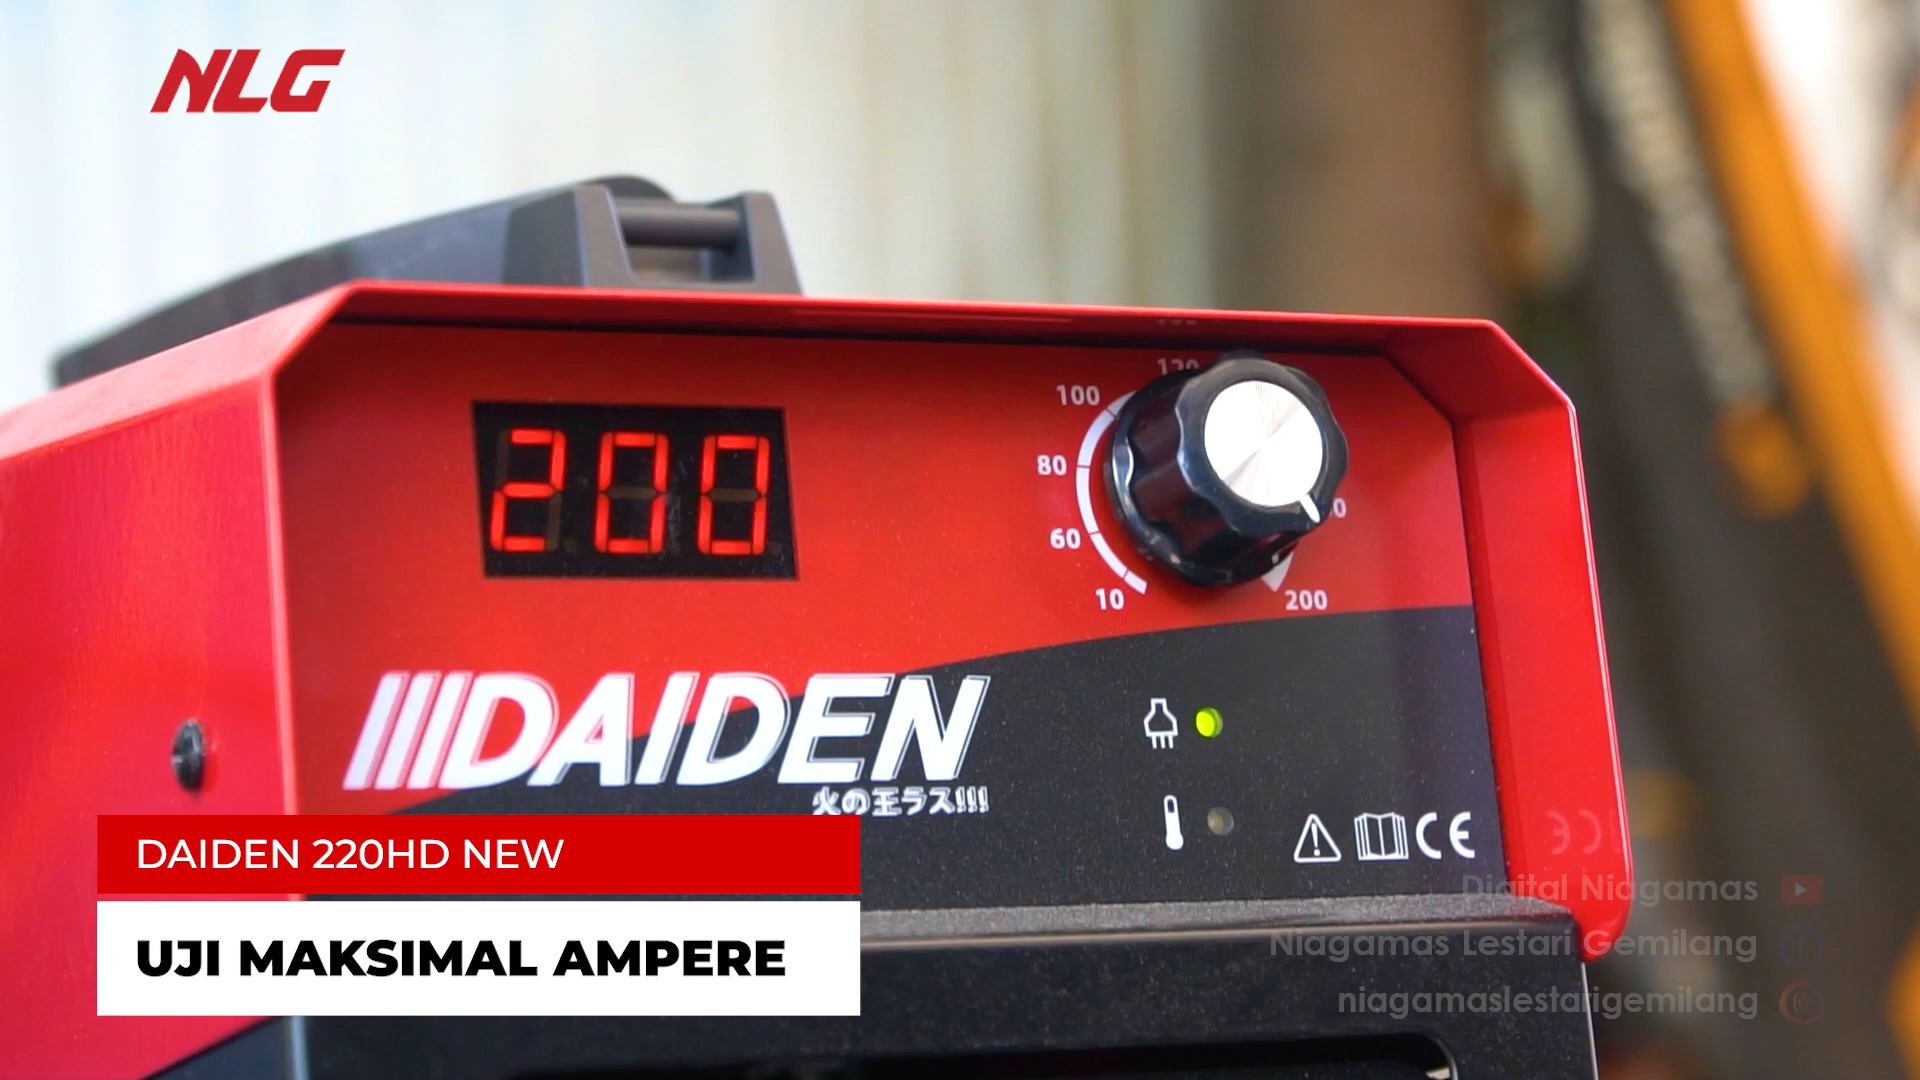 NLG
200
120
100
80
60
10
200
DAIDEN
火の王ラス!!!
CE
DAIDEN 220HD NEW
UJI MAKSIMAL AMPERE
Digital Niagamas
Niagamas Lestari Gemilang
niagamaslestarigemilang